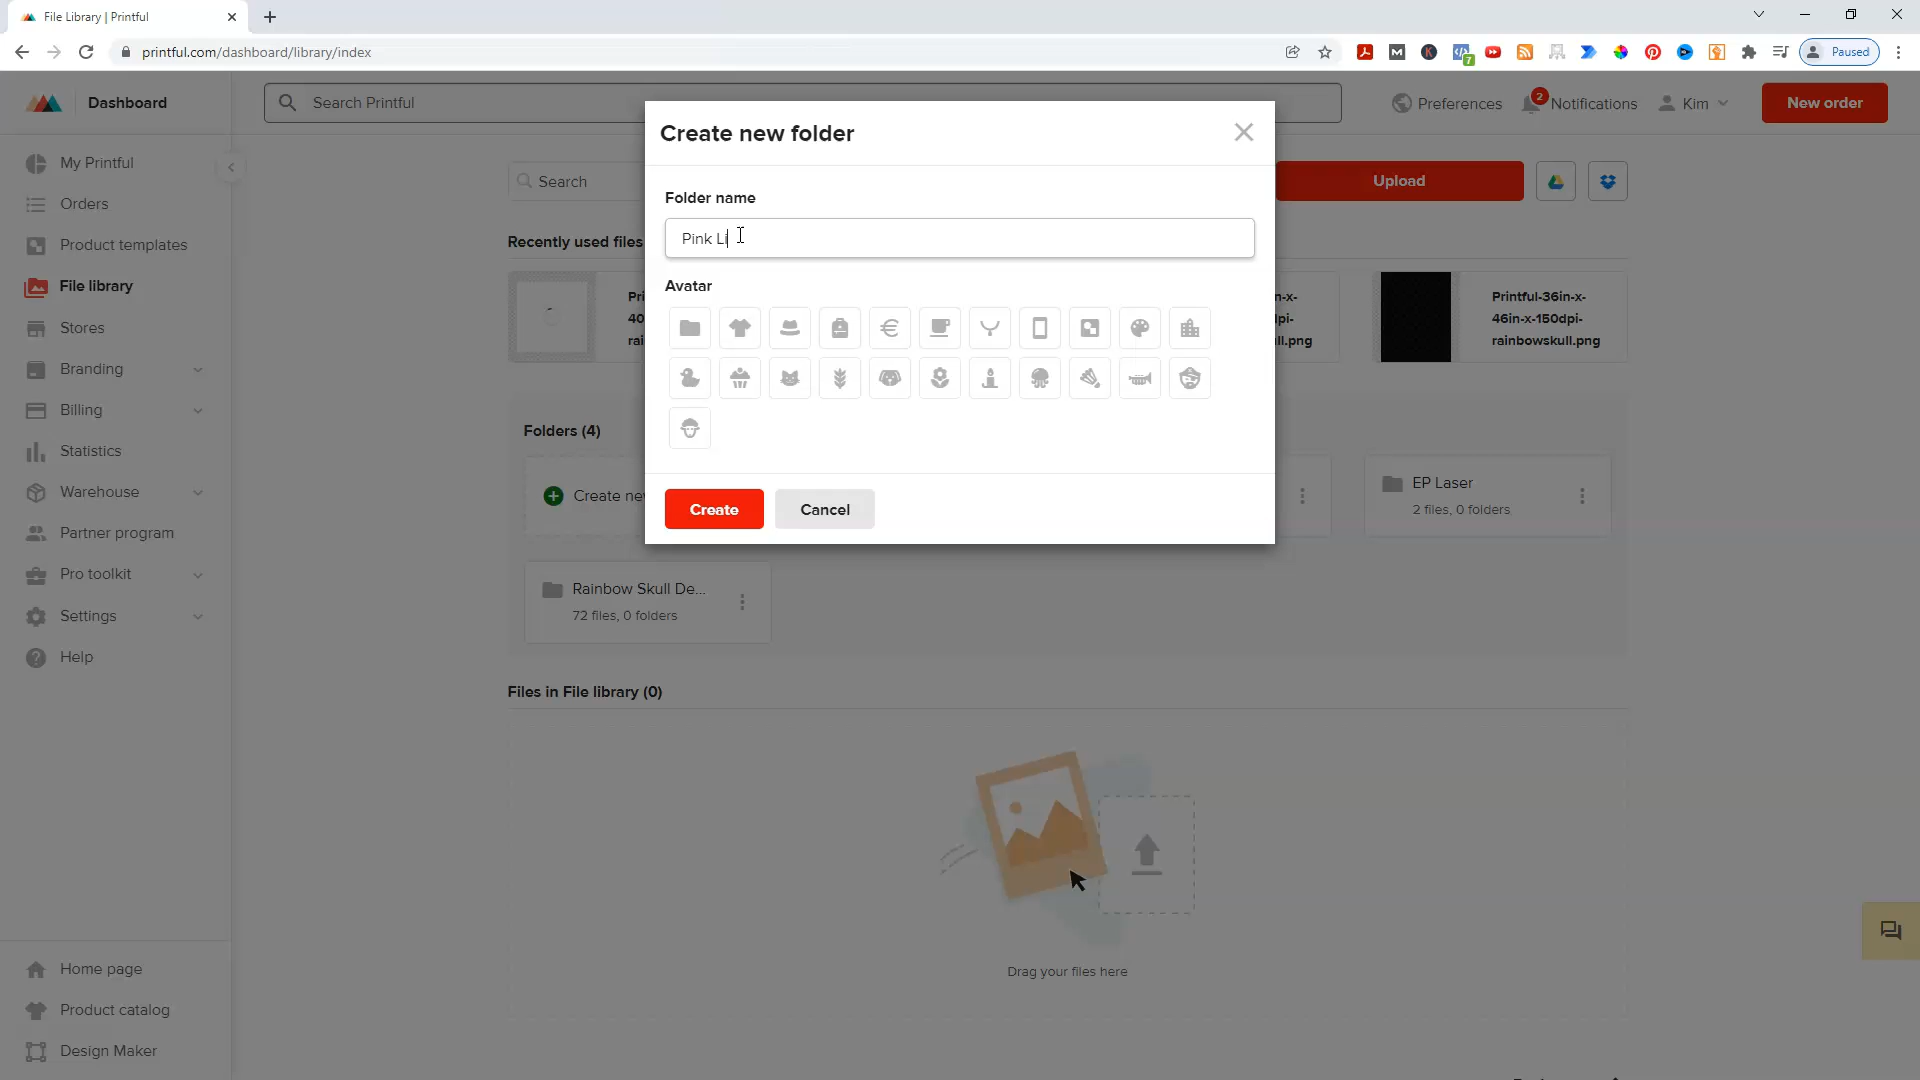 File Library | Printful
printful.com/dashboard/library/index
7
Paused
Dashboard
Search Printful
Preferences
2
Notifications
Kim
New order
My Printful
Orders
Product templates
File library
Stores
Branding
Billing
Statistics
Warehouse
Partner program
Pro toolkit
Settings
Help
Home page
Product catalog
Design Maker
Search
Upload
Recently used files
Printful-36in-x-
46in-x-150dpi-
rainbowskull.png
Folders (4)
EP Laser
2 files, 0 folders
Rainbow Skull De...
72 files, 0 folders
Files in File library (0)
Drag your files here
Create new folder
Folder name
Pink Li
Avatar
Create
Cancel